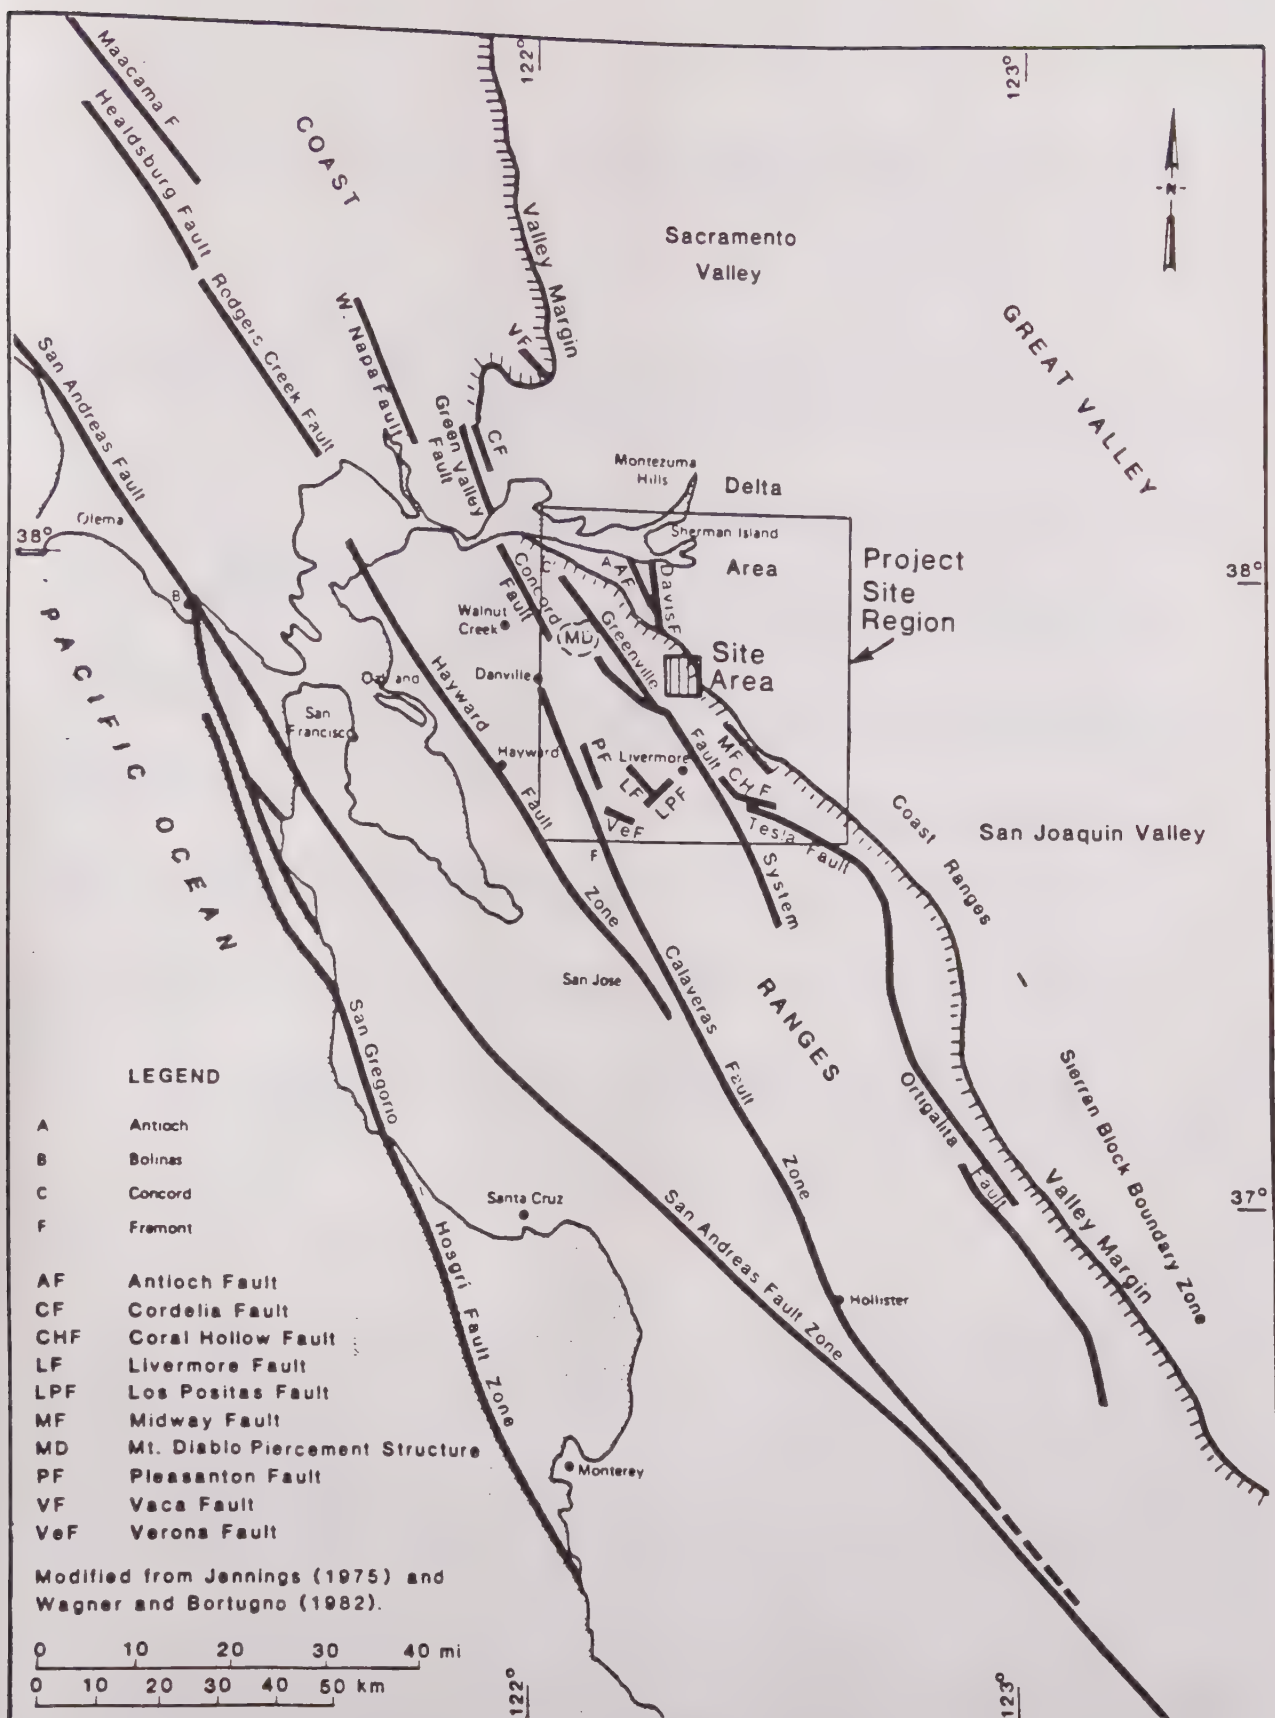 122°
123°
Maacama F
Healdsburg Fault
Rodgers Creek Fault
COAST
Valley Margin
Sacramento
Valley
-N-
GREAT VALLEY
W. Napa Fault
VF
San Andreas Fault
Green Valley
Fault
CF
Montezuma
Hills
Delta
Olema
38°
Sherman Island
Area
C
A
AF
Davis F
Project
Site
Region
38°
Concord
Fault
B
Walnut
Creek
(MD)
Greenville
Site
Area
PACIFIC OCEAN
Hayward
Oakland
Danville
San
Francisco
Hayward
Fault
Zone
PF
Livermore
LF
LPF
VeF
Fault
MF
CHF
Tesla Fault
System
F
Coast
Ranges
San Joaquin Valley
San Jose
Calaveras
Fault
Zone
RANGES
San Gregorio
Ortigalita
Fault
Sierran Block Boundary Zone
Valley Margin
37°
Santa Cruz
Hosgri Fault
Zone
San Andreas Fault Zone
Hollister
Monterey
LEGEND
A Antioch
B Bolinas
C Concord
F Fremont
AF Antioch Fault
CF Cordelia Fault
CHF Coral Hollow Fault
LF Livermore Fault
LPF Los Positas Fault
MF Midway Fault
MD Mt. Diablo Piercement Structure
PF Pleasanton Fault
VF Vaca Fault
VeF Verona Fault
Modified from Jennings (1975) and
Wagner and Bortugno (1982).
0 10 20 30 40 mi
0 10 20 30 40 50 km
122°
123°